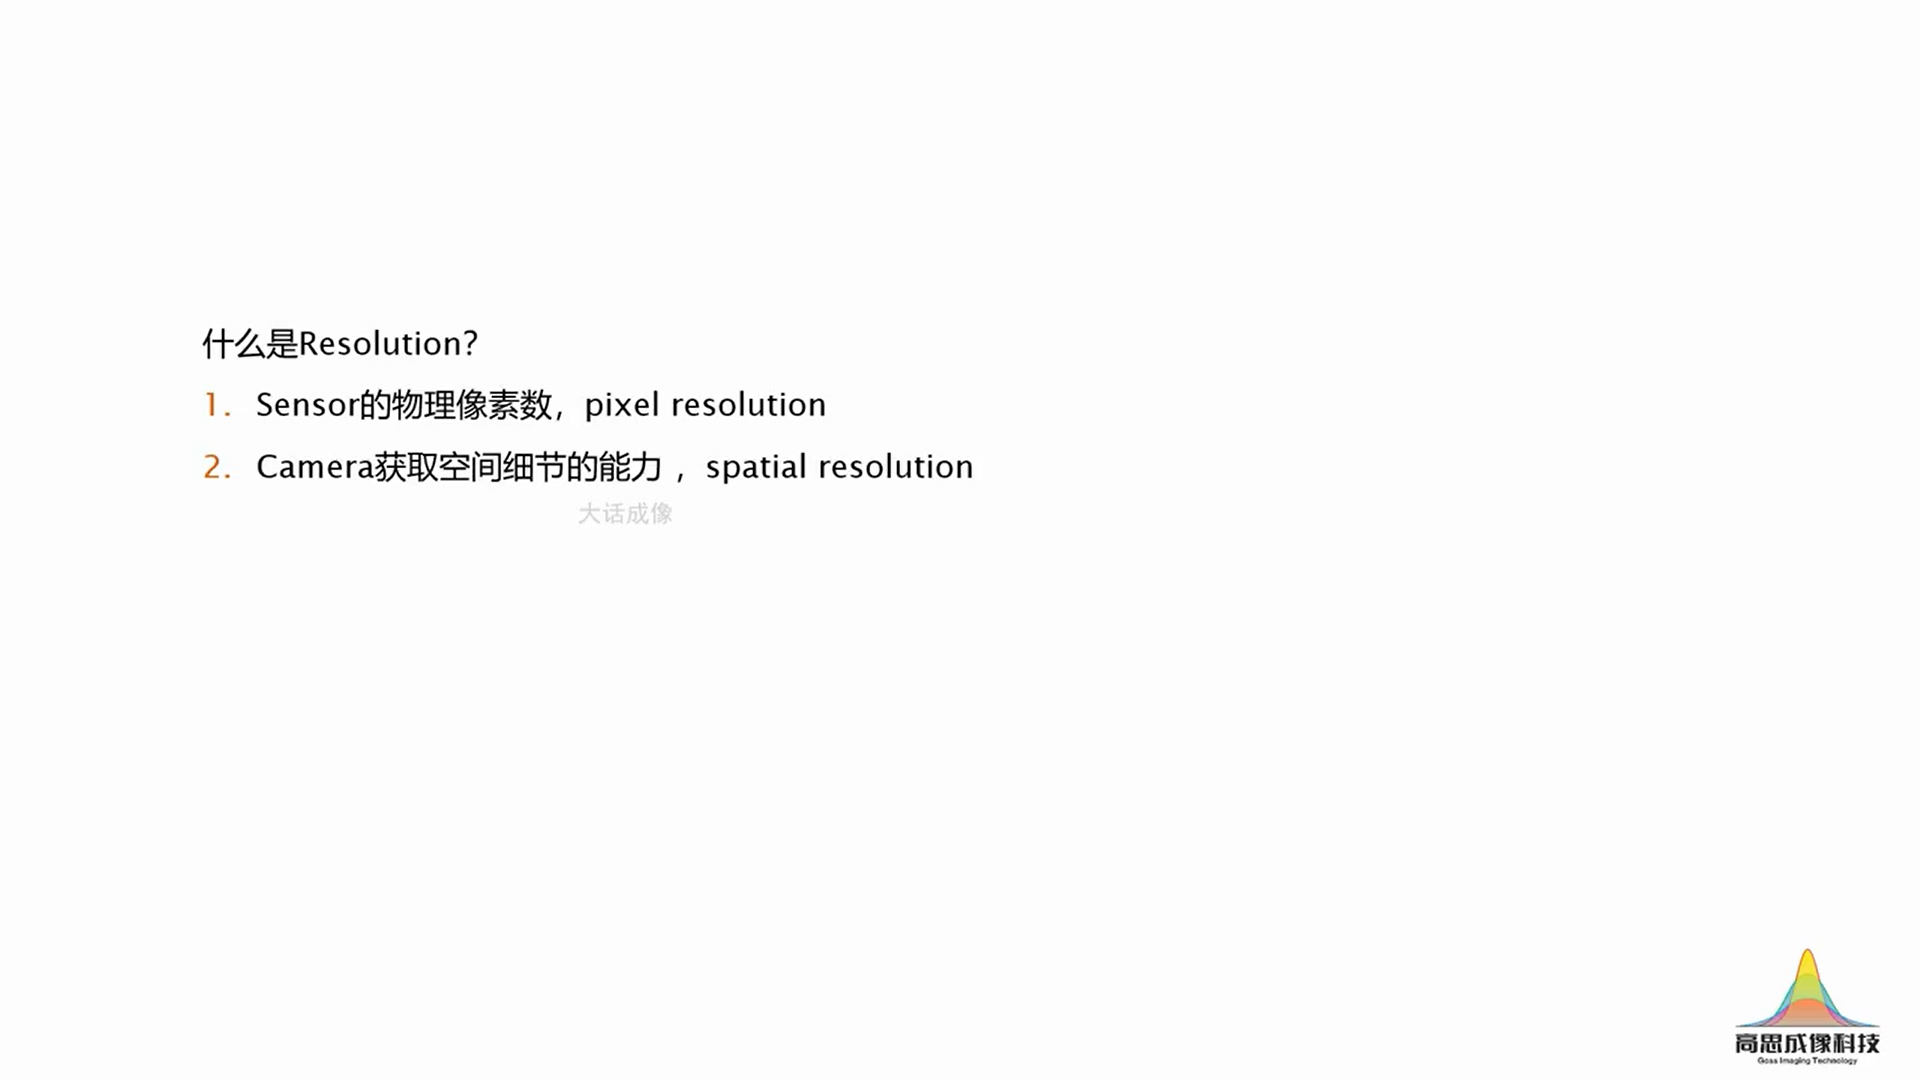 什么是Resolution？
1. Sensor的物理像素数，pixel resolution
2. Camera获取空间细节的能力 ，spatial resolution
大话成像
高思成像科技
Goss Imaging Technology